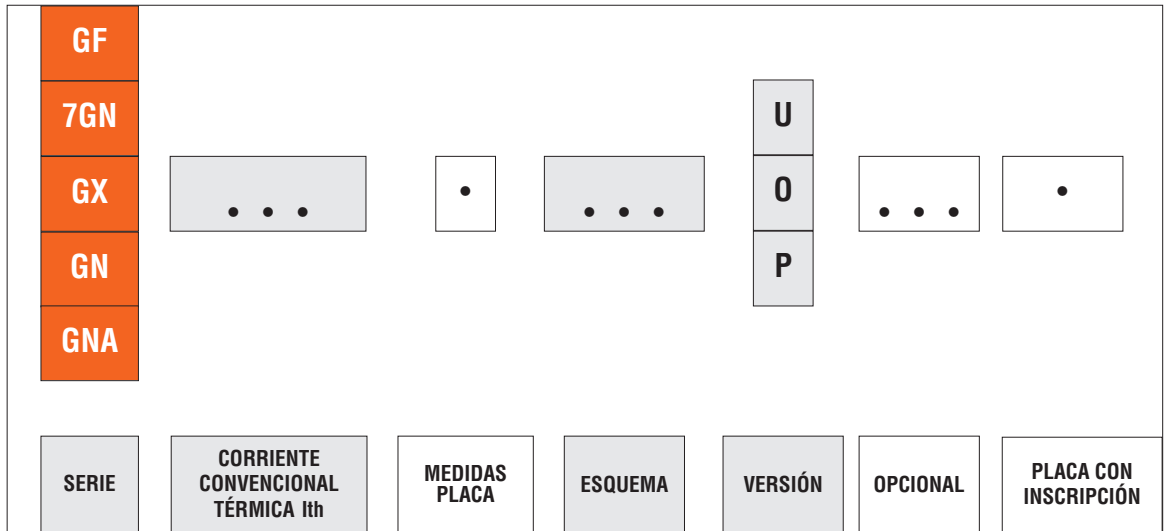 GF
7GN
U
GX
• • •
•
• • •
O
• • •
•
GN
P
GNA
SERIE
CORRIENTE
CONVENCIONAL
TÉRMICA Ith
MEDIDAS
PLACA
ESQUEMA
VERSIÓN
OPCIONAL
PLACA CON
INSCRIPCIÓN